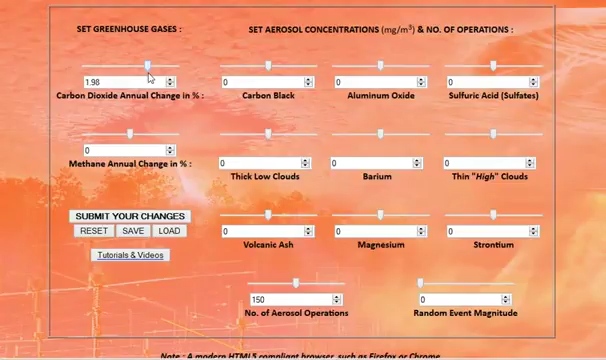 SET GREENHOUSE GASES :
SET AEROSOL CONCENTRATIONS (mg/m³) & NO. OF OPERATIONS :
1.98
0
0
0
Carbon Dioxide Annual Change in % :
Carbon Black
Aluminum Oxide
Sulfuric Acid (Sulfates)
0
0
0
0
Methane Annual Change in % :
Thick Low Clouds
Barium
Thin "High" Clouds
SUBMIT YOUR CHANGES
RESET
SAVE
LOAD
0
0
0
Volcanic Ash
Magnesium
Strontium
Tutorials & Videos
150
0
No. of Aerosol Operations
Random Event Magnitude
Note : A modern HTML5 compliant browser, such as Firefox or Chrome